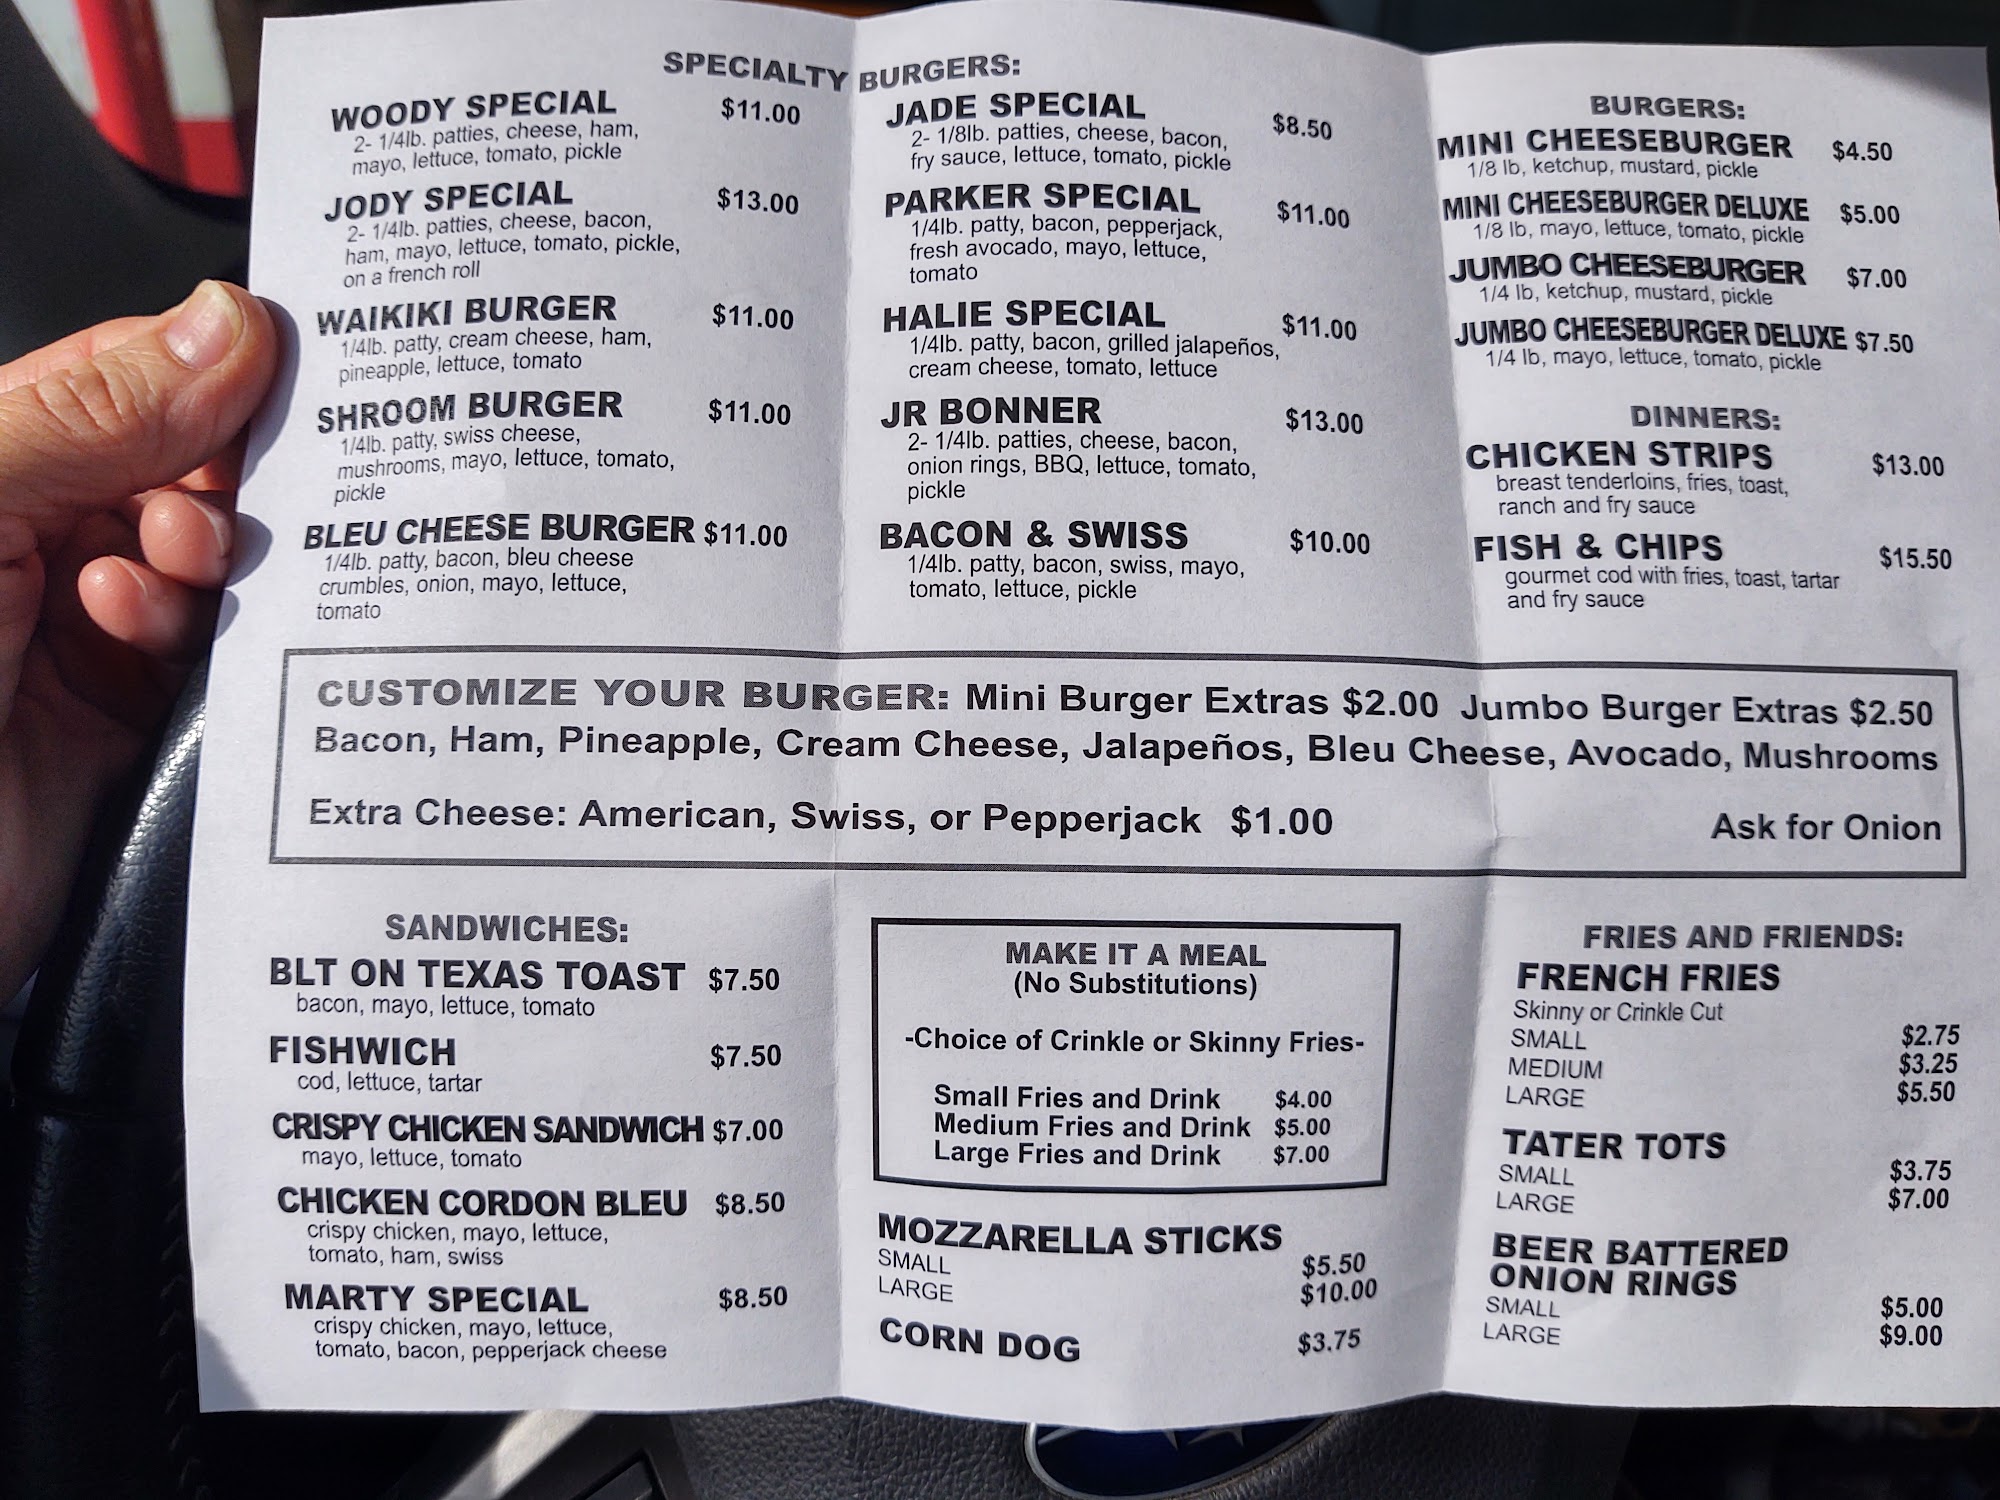 SPECIALTY BURGERS:
WOODY SPECIAL $11.00
2- 1/4lb. patties, cheese, ham,
mayo, lettuce, tomato, pickle
JODY SPECIAL $13.00
2- 1/4lb. patties, cheese, bacon,
ham, mayo, lettuce, tomato, pickle,
on a french roll
WAIKIKI BURGER $11.00
1/4lb. patty, cream cheese, ham,
pineapple, lettuce, tomato
SHROOM BURGER $11.00
1/4lb. patty, swiss cheese,
mushrooms, mayo, lettuce, tomato,
pickle
BLEU CHEESE BURGER $11.00
1/4lb. patty, bacon, bleu cheese
crumbles, onion, mayo, lettuce,
tomato
JADE SPECIAL $8.50
2- 1/8lb. patties, cheese, bacon,
fry sauce, lettuce, tomato, pickle
PARKER SPECIAL $11.00
1/4lb. patty, bacon, pepperjack,
fresh avocado, mayo, lettuce,
tomato
HALIE SPECIAL $11.00
1/4lb. patty, bacon, grilled jalapeños,
cream cheese, tomato, lettuce
JR BONNER $13.00
2- 1/4lb. patties, cheese, bacon,
onion rings, BBQ, lettuce, tomato,
pickle
BACON & SWISS $10.00
1/4lb. patty, bacon, swiss, mayo,
tomato, lettuce, pickle
BURGERS:
MINI CHEESEBURGER $4.50
1/8 lb, ketchup, mustard, pickle
MINI CHEESEBURGER DELUXE $5.00
1/8 lb, mayo, lettuce, tomato, pickle
JUMBO CHEESEBURGER $7.00
1/4 lb, ketchup, mustard, pickle
JUMBO CHEESEBURGER DELUXE $7.50
1/4 lb, mayo, lettuce, tomato, pickle
DINNERS:
CHICKEN STRIPS $13.00
breast tenderloins, fries, toast,
ranch and fry sauce
FISH & CHIPS $15.50
gourmet cod with fries, toast, tartar
and fry sauce
CUSTOMIZE YOUR BURGER: Mini Burger Extras $2.00 Jumbo Burger Extras $2.50
Bacon, Ham, Pineapple, Cream Cheese, Jalapeños, Bleu Cheese, Avocado, Mushrooms
Extra Cheese: American, Swiss, or Pepperjack $1.00 Ask for Onion
SANDWICHES:
BLT ON TEXAS TOAST $7.50
bacon, mayo, lettuce, tomato
FISHWICH $7.50
cod, lettuce, tartar
CRISPY CHICKEN SANDWICH $7.00
mayo, lettuce, tomato
CHICKEN CORDON BLEU $8.50
crispy chicken, mayo, lettuce,
tomato, ham, swiss
MARTY SPECIAL $8.50
crispy chicken, mayo, lettuce,
tomato, bacon, pepperjack cheese
MAKE IT A MEAL
(No Substitutions)
-Choice of Crinkle or Skinny Fries-
Small Fries and Drink $4.00
Medium Fries and Drink $5.00
Large Fries and Drink $7.00
MOZZARELLA STICKS
SMALL $5.50
LARGE $10.00
CORN DOG $3.75
FRIES AND FRIENDS:
FRENCH FRIES
Skinny or Crinkle Cut
SMALL $2.75
MEDIUM $3.25
LARGE $5.50
TATER TOTS
SMALL $3.75
LARGE $7.00
BEER BATTERED
ONION RINGS
SMALL $5.00
LARGE $9.00